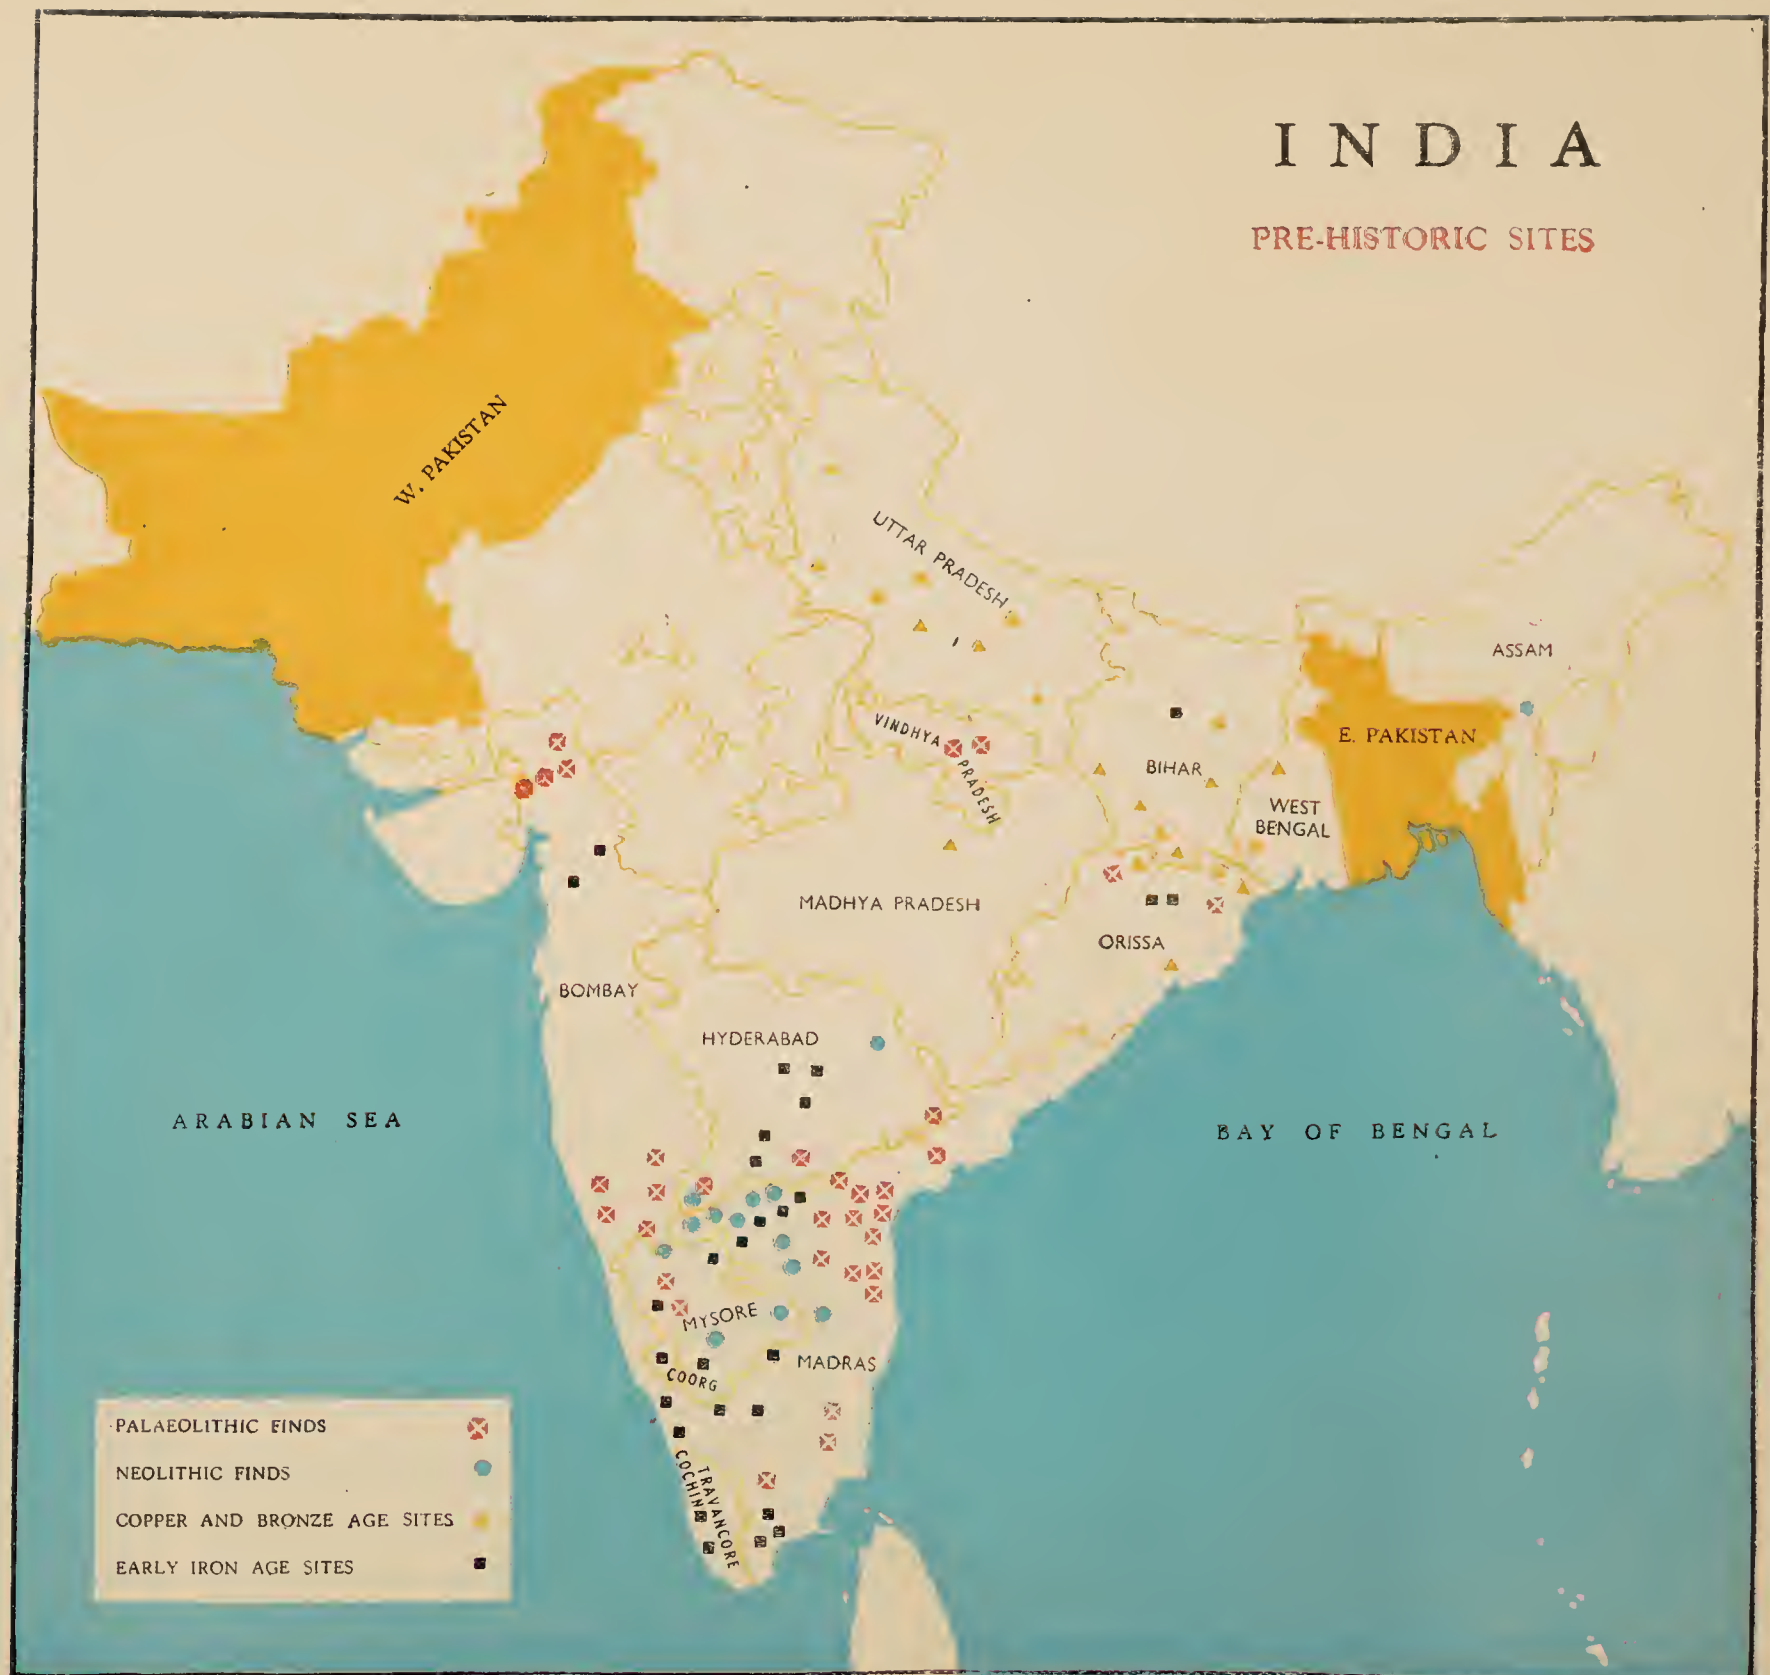 INDIA
PRE-HISTORIC SITES
W. PAKISTAN
UTTAR PRADESH
ASSAM
VINDHYA
PRADESH
E. PAKISTAN
BIHAR
WEST
BENGAL
MADHYA PRADESH
ORISSA
BOMBAY
HYDERABAD
ARABIAN SEA
BAY OF BENGAL
MYSORE
MADRAS
COORG
TRAVANCORE
COCHIN
PALAEOLITHIC FINDS
NEOLITHIC FINDS
COPPER AND BRONZE AGE SITES
EARLY IRON AGE SITES